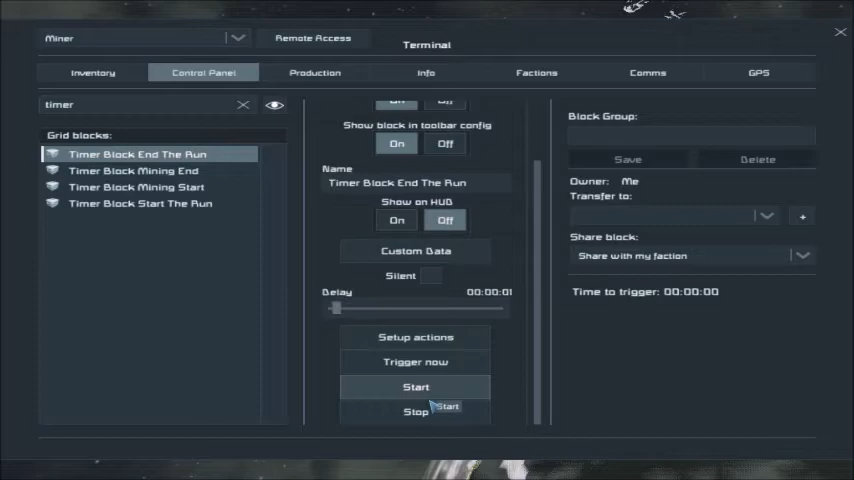 Miner
Remote Access
Terminal
Inventory
Control Panel
Production
Info
Factions
Comms
GPS
timer
Grid blocks:
Timer Block End The Run
Timer Block Mining End
Timer Block Mining Start
Timer Block Start The Run
On Off
Show block in toolbar config
On Off
Name
Timer Block End The Run
Show on HUD
On Off
Custom Data
Silent
Delay 00:00:01
Setup actions
Trigger now
Start
Stop
Start
Block Group:
Save Delete
Owner: Me
Transfer to:
+
Share block:
Share with my faction
Time to trigger: 00:00:00